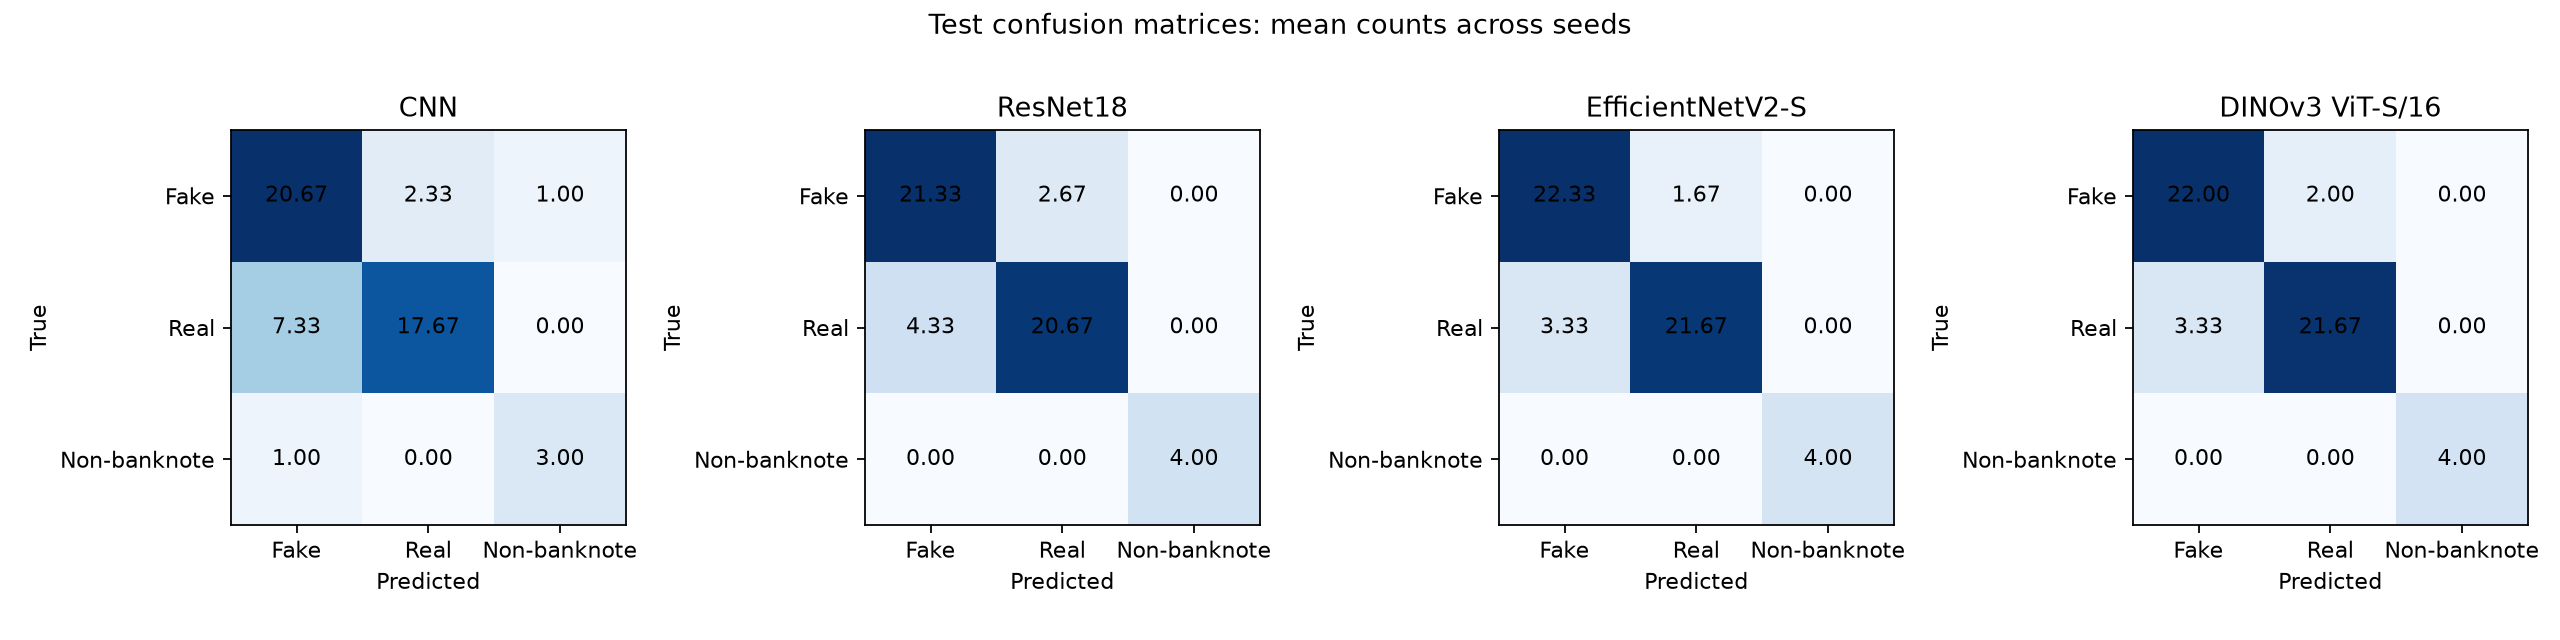 Test confusion matrices: mean counts across seeds
CNN
True
Fake 20.67 2.33 1.00
Real 7.33 17.67 0.00
Non-banknote 1.00 0.00 3.00
Fake Real Non-banknote
Predicted
ResNet18
True
Fake 21.33 2.67 0.00
Real 4.33 20.67 0.00
Non-banknote 0.00 0.00 4.00
Fake Real Non-banknote
Predicted
EfficientNetV2-S
True
Fake 22.33 1.67 0.00
Real 3.33 21.67 0.00
Non-banknote 0.00 0.00 4.00
Fake Real Non-banknote
Predicted
DINOv3 ViT-S/16
True
Fake 22.00 2.00 0.00
Real 3.33 21.67 0.00
Non-banknote 0.00 0.00 4.00
Fake Real Non-banknote
Predicted